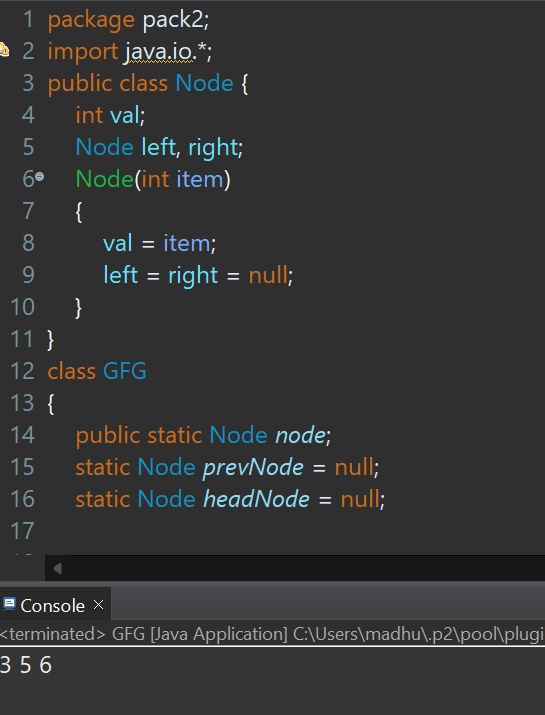 1 package pack2;
2 import java.io.*;
3 public class Node {
4 int val;
5 Node left, right;
6 Node(int item)
7 {
8 val = item;
9 left = right = null;
10 }
11 }
12 class GFG
13 {
14 public static Node node;
15 static Node prevNode = null;
16 static Node headNode = null;
17
Console ×
<terminated> GFG [Java Application] C:\Users\madhu\.p2\pool\plugi
3 5 6